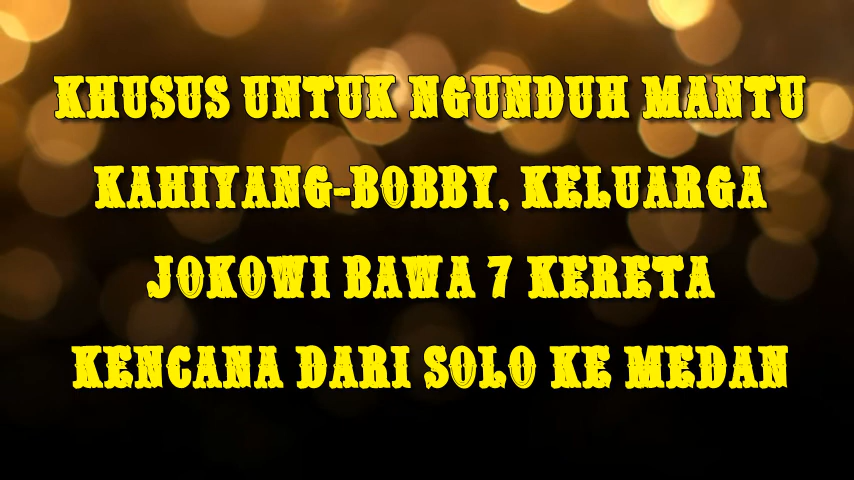 KHUSUS UNTUK NGUNDUH MANTU
KAHIYANG-BOBBY, KELUARGA
JOKOWI BAWA 7 KERETA
KENCANA DARI SOLO KE MEDAN